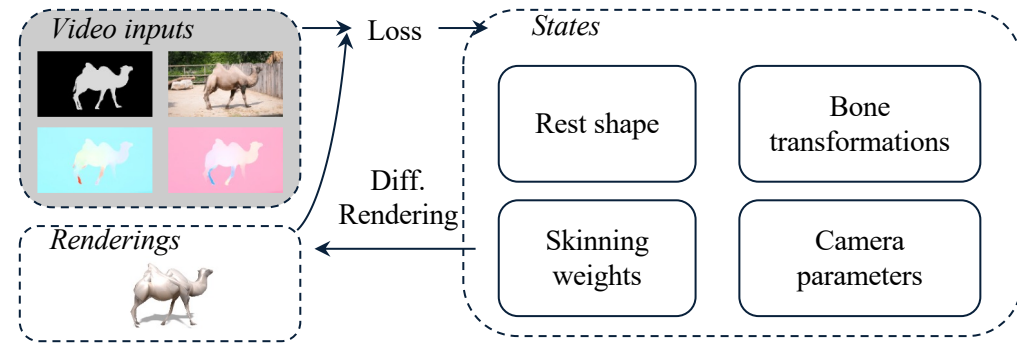 Video inputs
Loss
States
Rest shape
Bone
transformations
Diff.
Rendering
Renderings
Skinning
weights
Camera
parameters